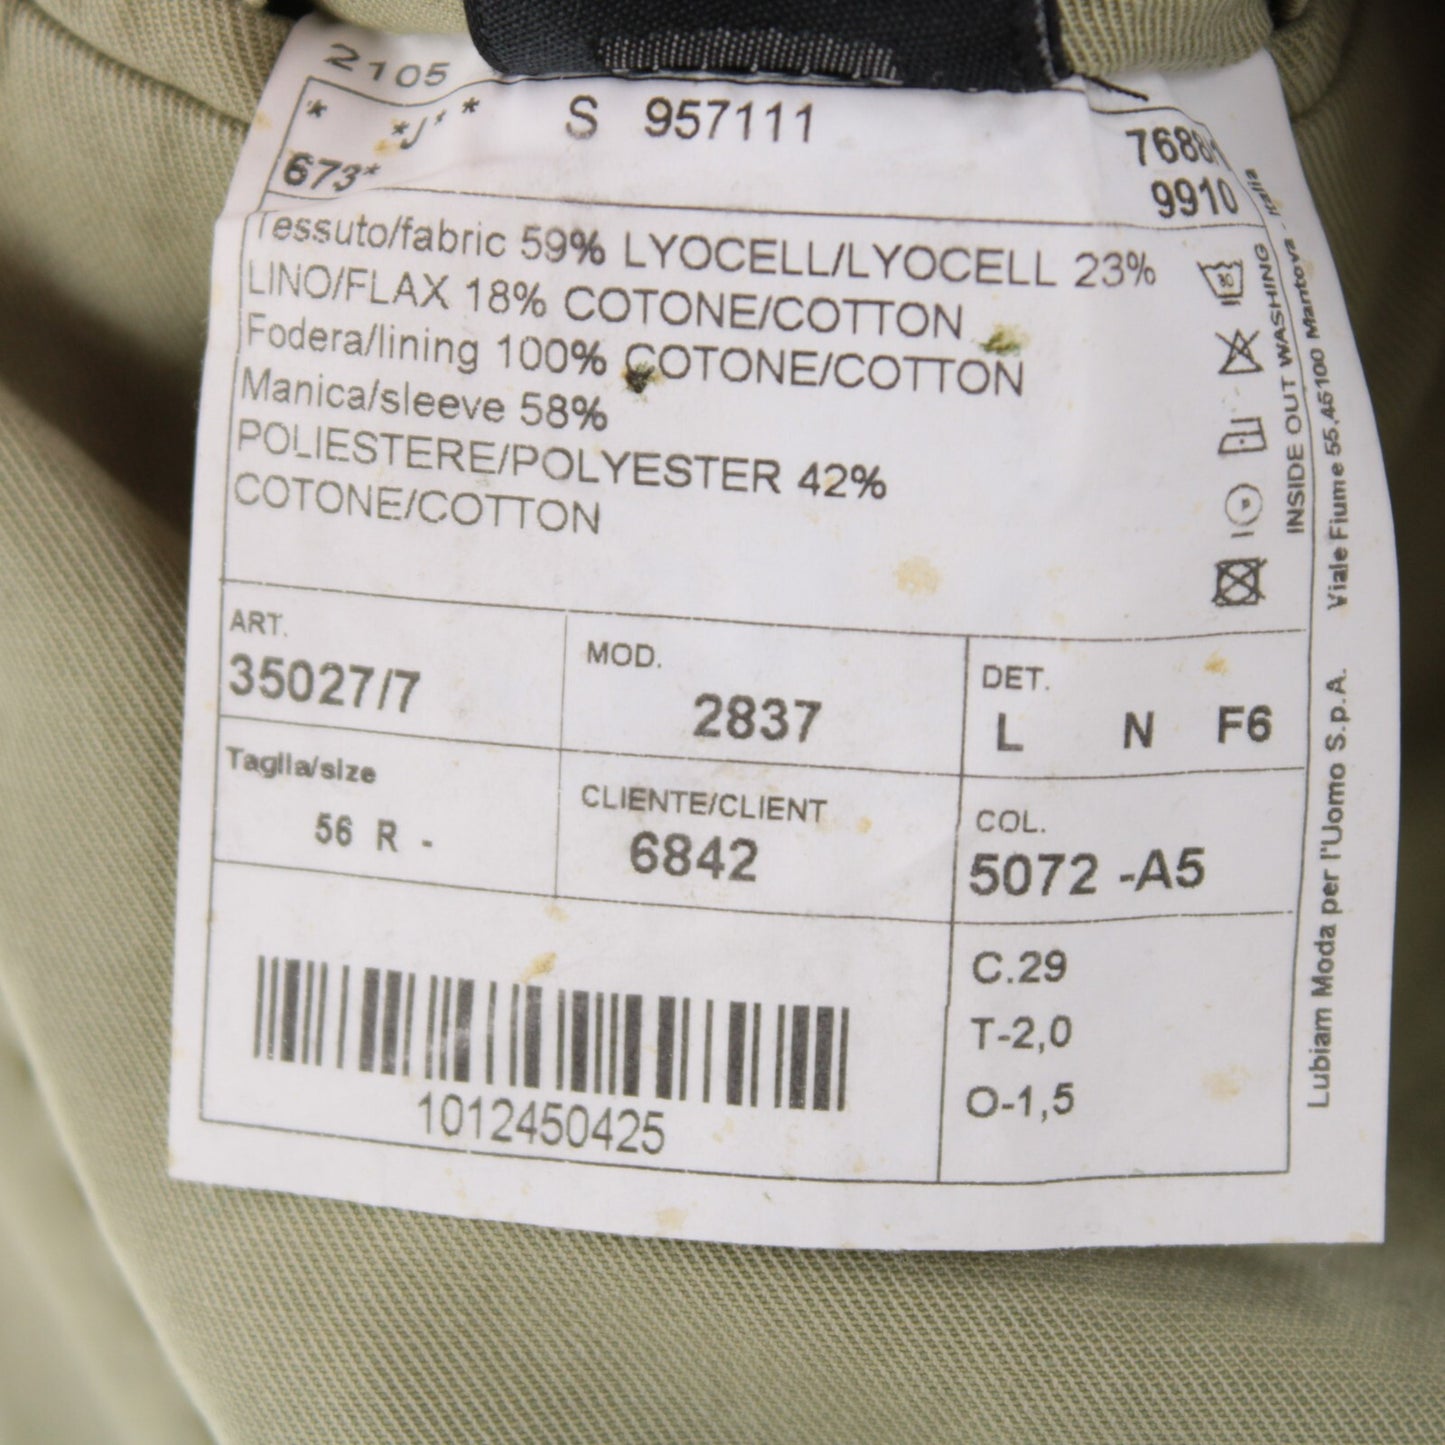 2105
* *J' *
S 957111
673*
9910
Tessuto/fabric 59% LYOCELL/LYOCELL 23%
LINO/FLAX 18% COTONE/COTTON
Fodera/lining 100% COTONE/COTTON
Manica/sleeve 58%
POLIESTERE/POLYESTER 42%
COTONE/COTTON
INSIDE OUT WASHING
ART.
35027/7
MOD.
2837
DET.
L N F6
Taglia/size
56 R -
CLIENTE/CLIENT
6842
COL.
5072 -A5
C.29
T-2,0
O-1,5
1012450425
Lubiam Moda per l'Uomo S.p.A. Viale Fiume 55,46100 Mantova - Italia